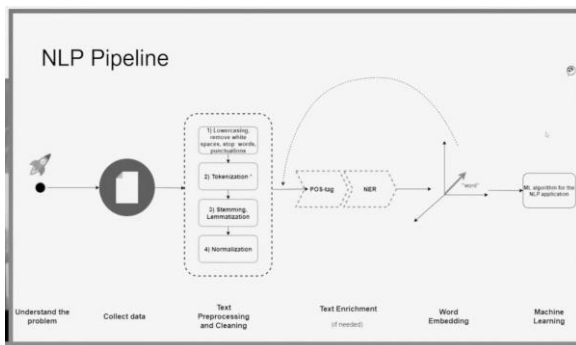 NLP Pipeline
1) Lowercasing,
remove white
spaces, stop words,
punctuations
2) Tokenization
3) Stemming,
Lemmatization
4) Normalization
POS-tag
NER
"word"
ML algorithm for the
NLP application
Understand the
problem
Collect data
Text
Preprocessing
and Cleaning
Text Enrichment
(if needed)
Word
Embedding
Machine
Learning